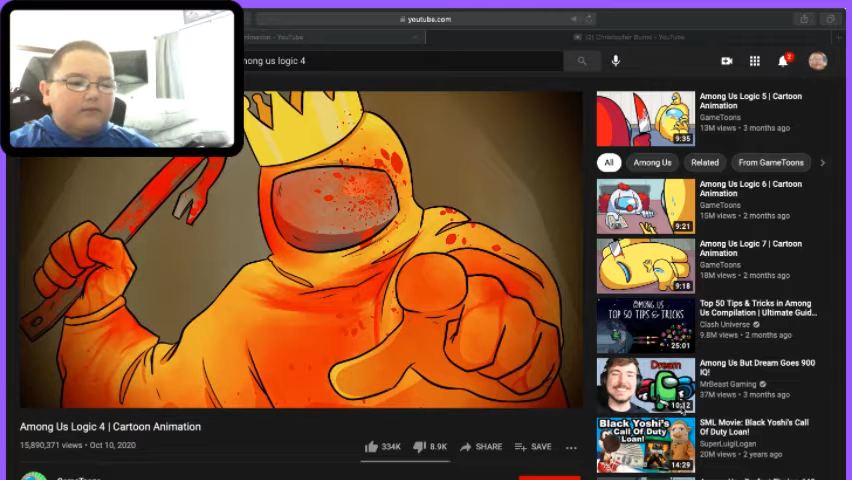 youtube.com
(2) Christopher Burns - YouTube
mong us logic 4
2
Among Us Logic 5 | Cartoon
Animation
GameToons
13M views • 3 months ago
9:35
All
Among Us
Related
From GameToons
Among Us Logic 6 | Cartoon
Animation
GameToons
15M views • 2 months ago
9:21
Among Us Logic 7 | Cartoon
Animation
GameToons
18M views • 2 months ago
9:18
AMONG US
TOP 50 TIPS & TRICKS
25:01
Top 50 Tips & Tricks in Among
Us Compilation | Ultimate Guid...
Clash Universe
9.8M views • 2 months ago
Dream
10:12
Among Us But Dream Goes 900
IQ!
MrBeast Gaming
37M views • 3 months ago
Black Yoshi's
Call Of Duty
Loan!
14:29
SML Movie: Black Yoshi's Call
Of Duty Loan!
SuperLuigiLogan
20M views • 2 years ago
Among Us Logic 4 | Cartoon Animation
15,890,371 views • Oct 10, 2020
334K
8.9K
SHARE
SAVE